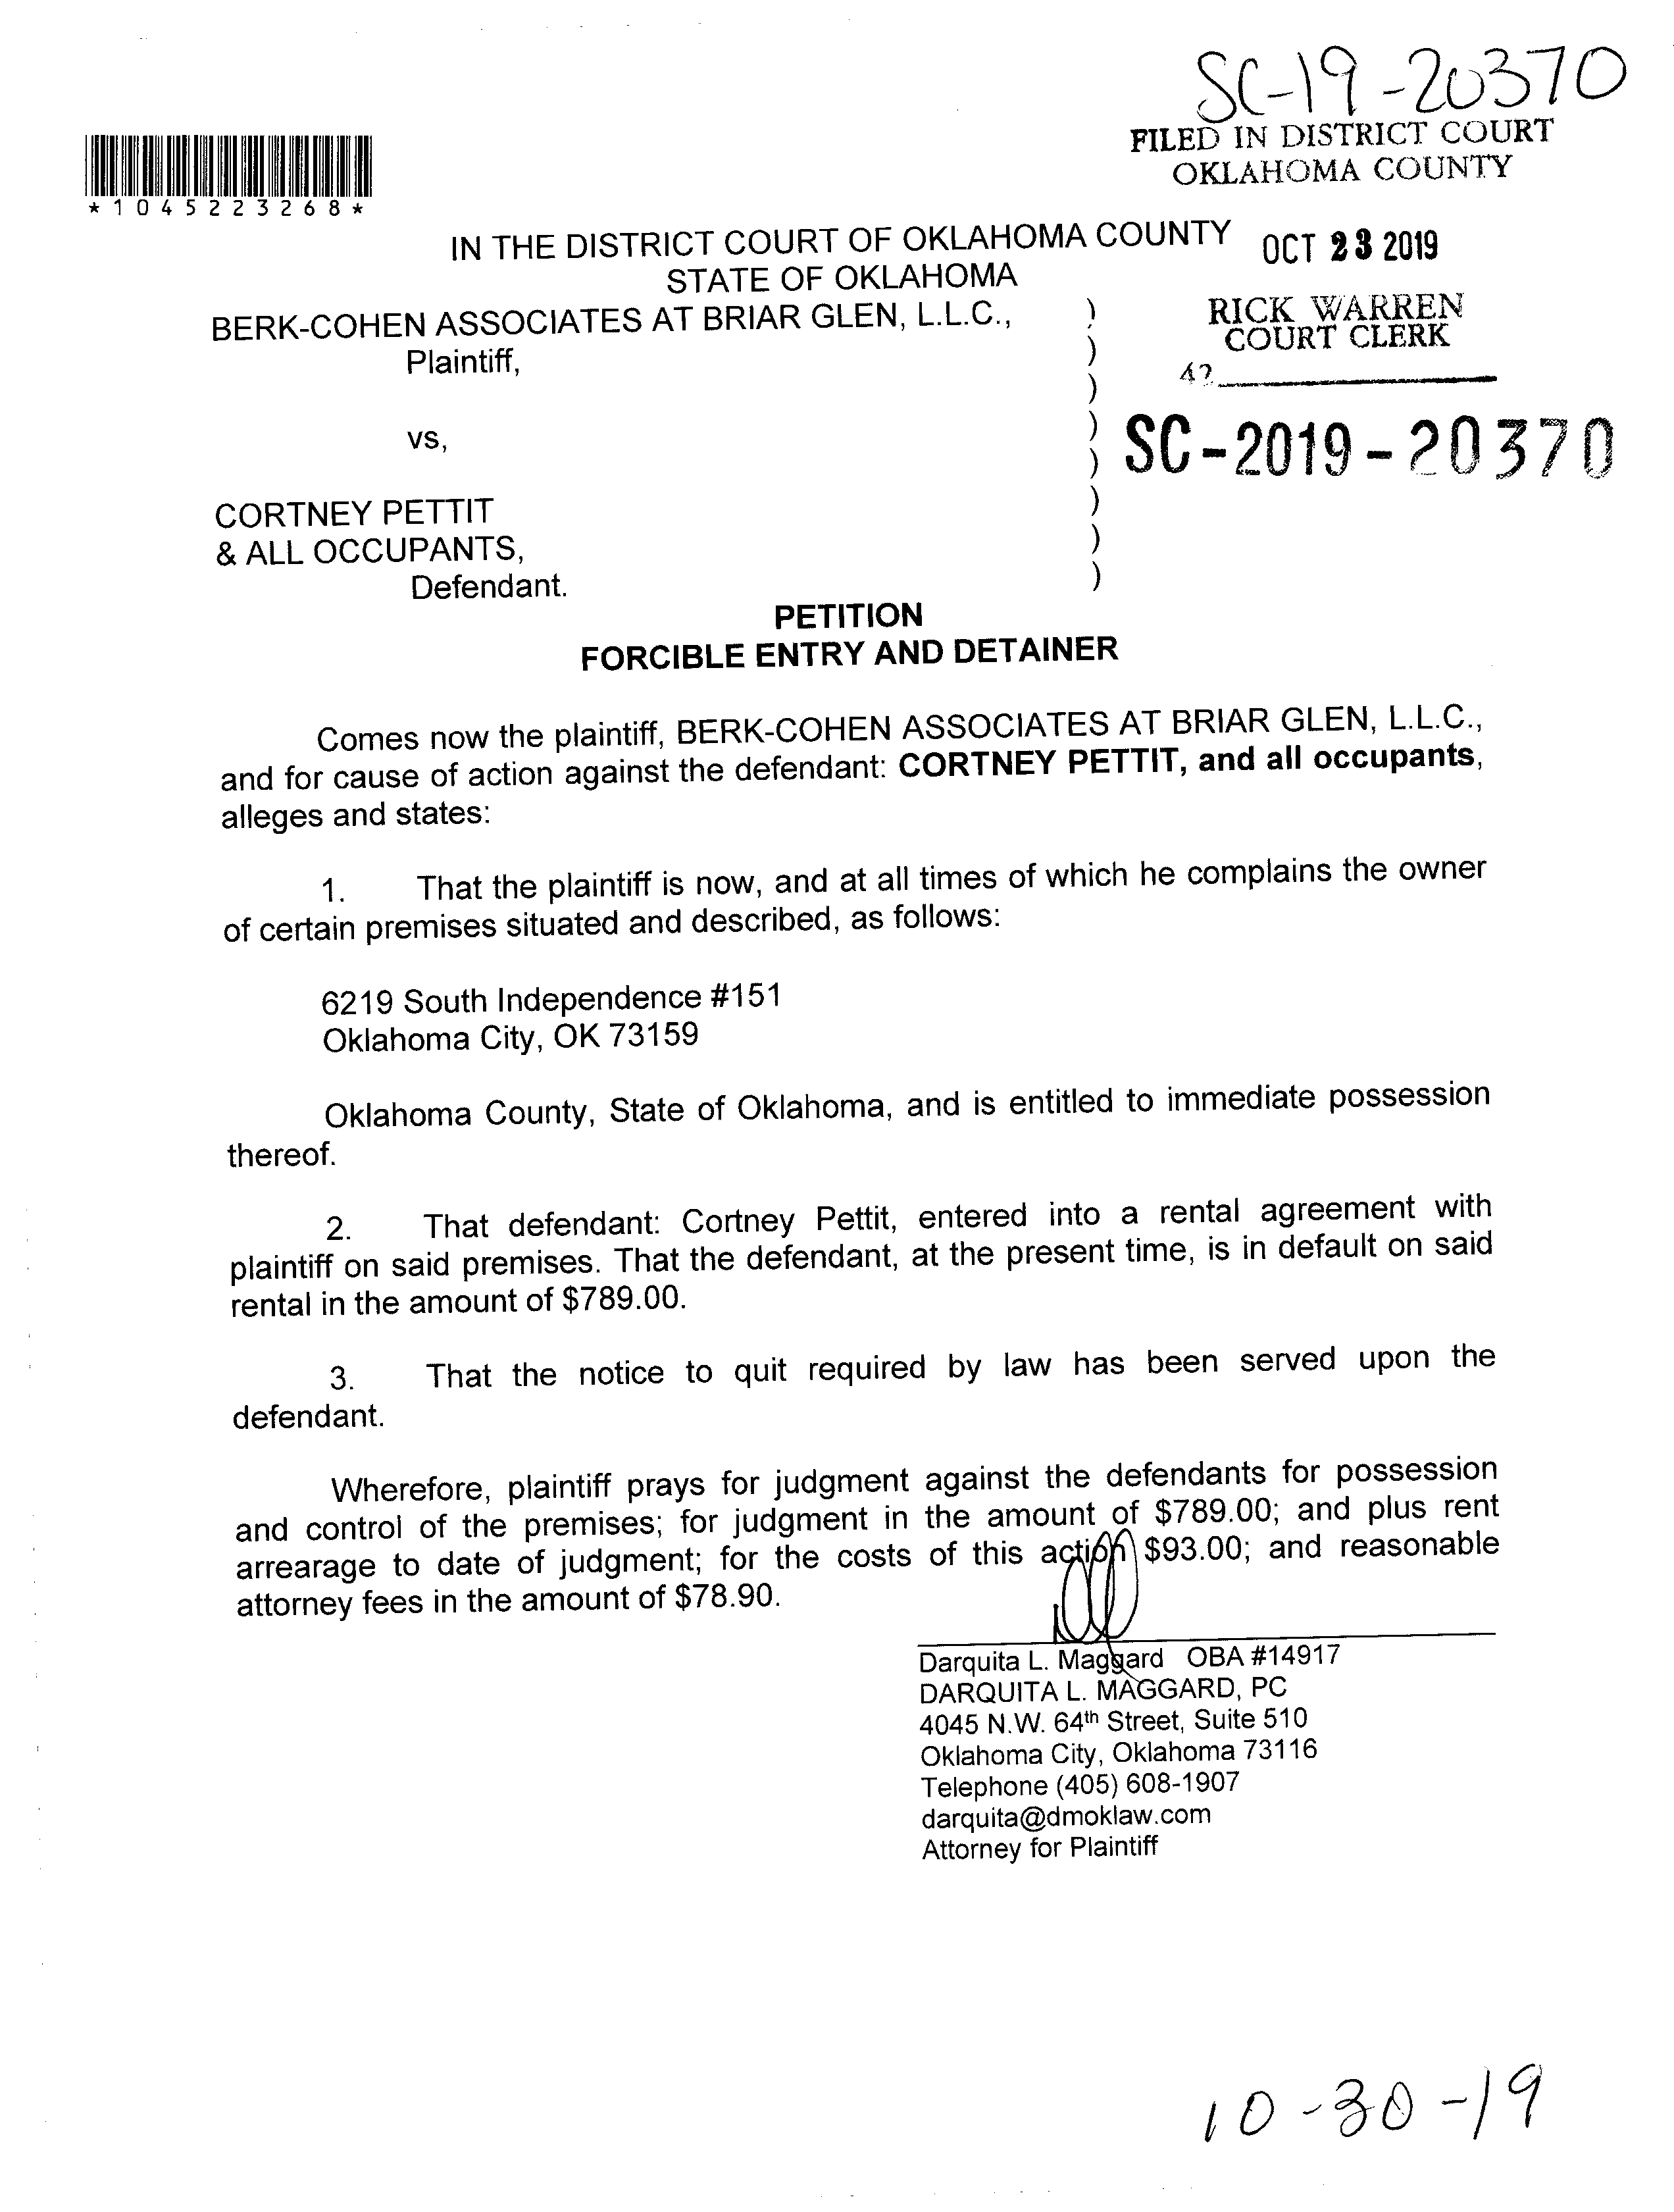 SC-19-20370
FILED IN DISTRICT COURT
OKLAHOMA COUNTY
*1045223268*
IN THE DISTRICT COURT OF OKLAHOMA COUNTY
OCT 23 2019
STATE OF OKLAHOMA
BERK-COHEN ASSOCIATES AT BRIAR GLEN, L.L.C., )
RICK WARREN
COURT CLERK
Plaintiff, )
42
)
vs, )
SC-2019-20370
)
CORTNEY PETTIT )
& ALL OCCUPANTS, )
Defendant. )
PETITION
FORCIBLE ENTRY AND DETAINER
Comes now the plaintiff, BERK-COHEN ASSOCIATES AT BRIAR GLEN, L.L.C.,
and for cause of action against the defendant: CORTNEY PETTIT, and all occupants,
alleges and states:
1. That the plaintiff is now, and at all times of which he complains the owner
of certain premises situated and described, as follows:
6219 South Independence #151
Oklahoma City, OK 73159
Oklahoma County, State of Oklahoma, and is entitled to immediate possession
thereof.
2. That defendant: Cortney Pettit, entered into a rental agreement with
plaintiff on said premises. That the defendant, at the present time, is in default on said
rental in the amount of $789.00.
3. That the notice to quit required by law has been served upon the
defendant.
Wherefore, plaintiff prays for judgment against the defendants for possession
and control of the premises; for judgment in the amount of $789.00; and plus rent
arrearage to date of judgment; for the costs of this action $93.00; and reasonable
attorney fees in the amount of $78.90.
Darquita L. Maggard OBA #14917
DARQUITA L. MAGGARD, PC
4045 N.W. 64th Street, Suite 510
Oklahoma City, Oklahoma 73116
Telephone (405) 608-1907
darquita@dmoklaw.com
Attorney for Plaintiff
10-30-19